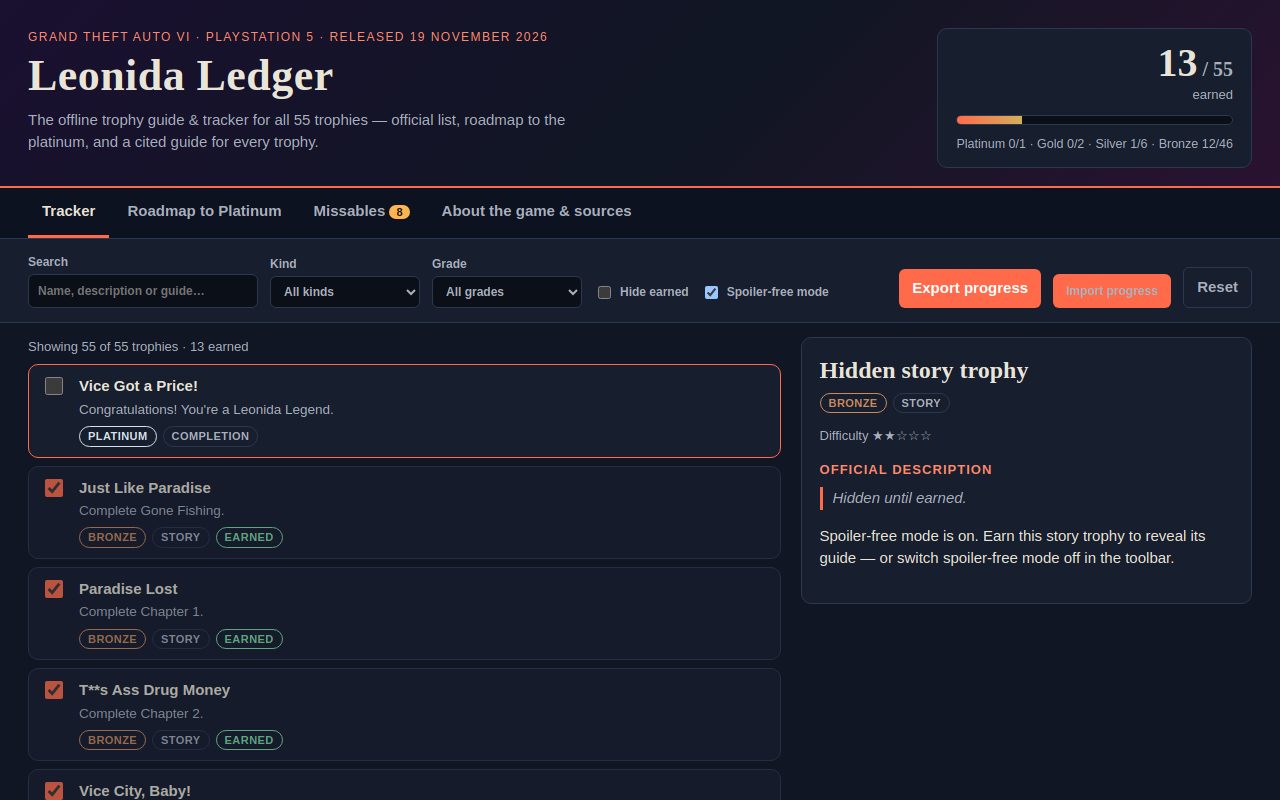 GRAND THEFT AUTO VI · PLAYSTATION 5 · RELEASED 19 NOVEMBER 2026
Leonida Ledger
The offline trophy guide & tracker for all 55 trophies — official list, roadmap to the
platinum, and a cited guide for every trophy.
13 / 55
earned
Platinum 0/1 · Gold 0/2 · Silver 1/6 · Bronze 12/46
Tracker
Roadmap to Platinum
Missables 8
About the game & sources
Search
Name, description or guide…
Kind
All kinds
Grade
All grades
Hide earned
Spoiler-free mode
Export progress
Import progress
Reset
Showing 55 of 55 trophies · 13 earned
Vice Got a Price!
Congratulations! You're a Leonida Legend.
PLATINUM COMPLETION
Just Like Paradise
Complete Gone Fishing.
BRONZE STORY EARNED
Paradise Lost
Complete Chapter 1.
BRONZE STORY EARNED
T**s Ass Drug Money
Complete Chapter 2.
BRONZE STORY EARNED
Vice City, Baby!
Hidden story trophy
BRONZE STORY
Difficulty ★★☆☆☆
OFFICIAL DESCRIPTION
Hidden until earned.
Spoiler-free mode is on. Earn this story trophy to reveal its
guide — or switch spoiler-free mode off in the toolbar.